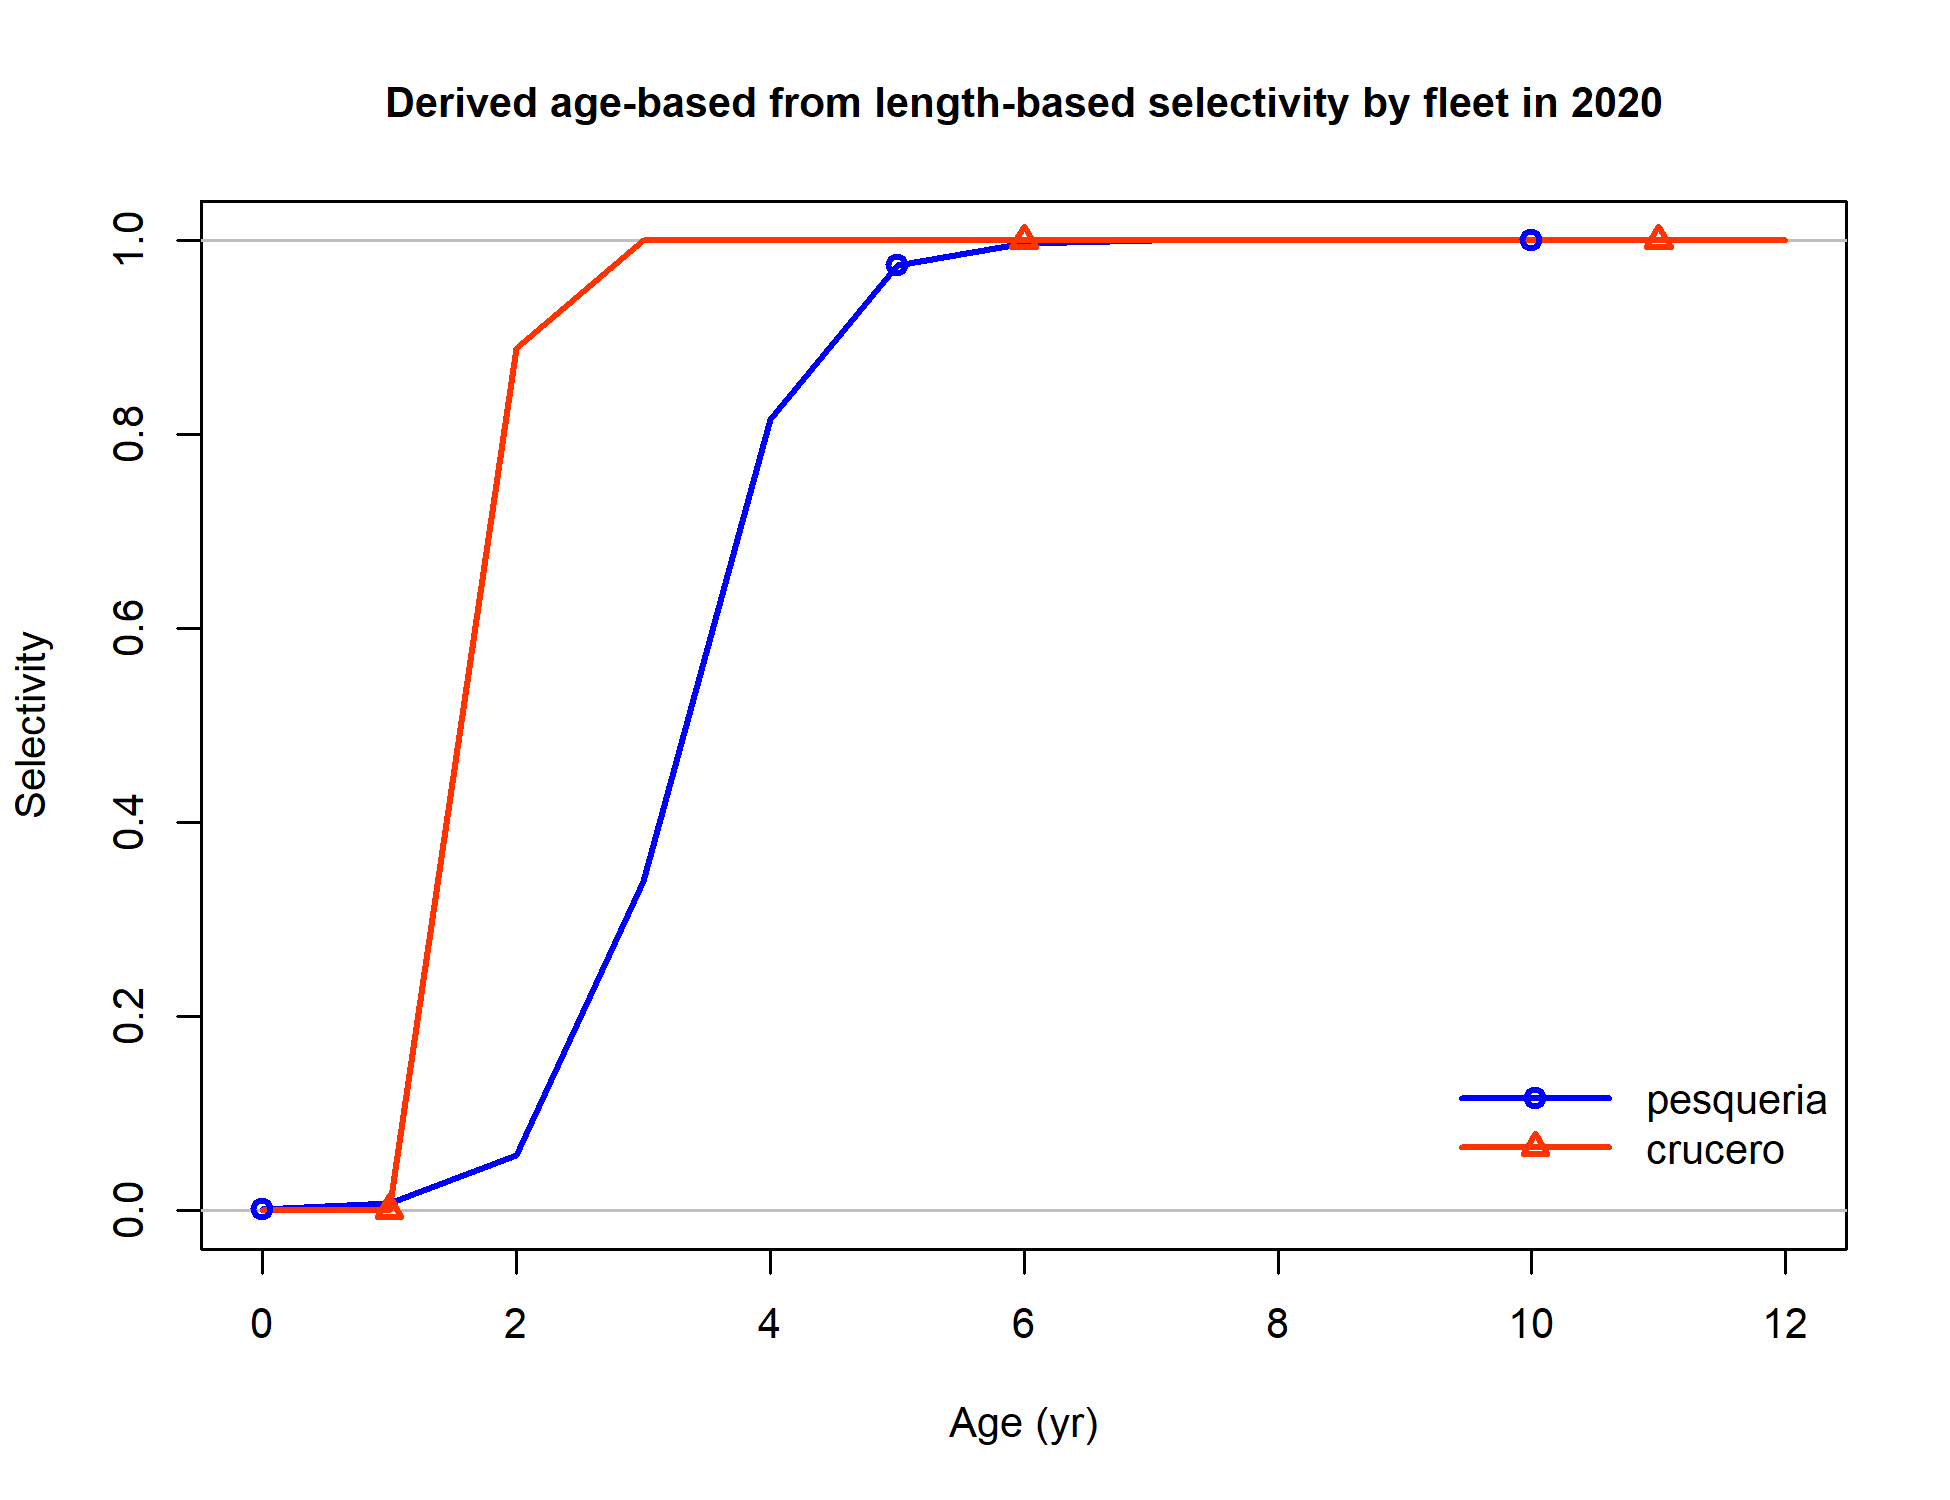 Derived age-based from length-based selectivity by fleet in 2020
Selectivity
1.0
0.8
0.6
0.4
0.2
0.0
pesqueria
crucero
0 2 4 6 8 10 12
Age (yr)